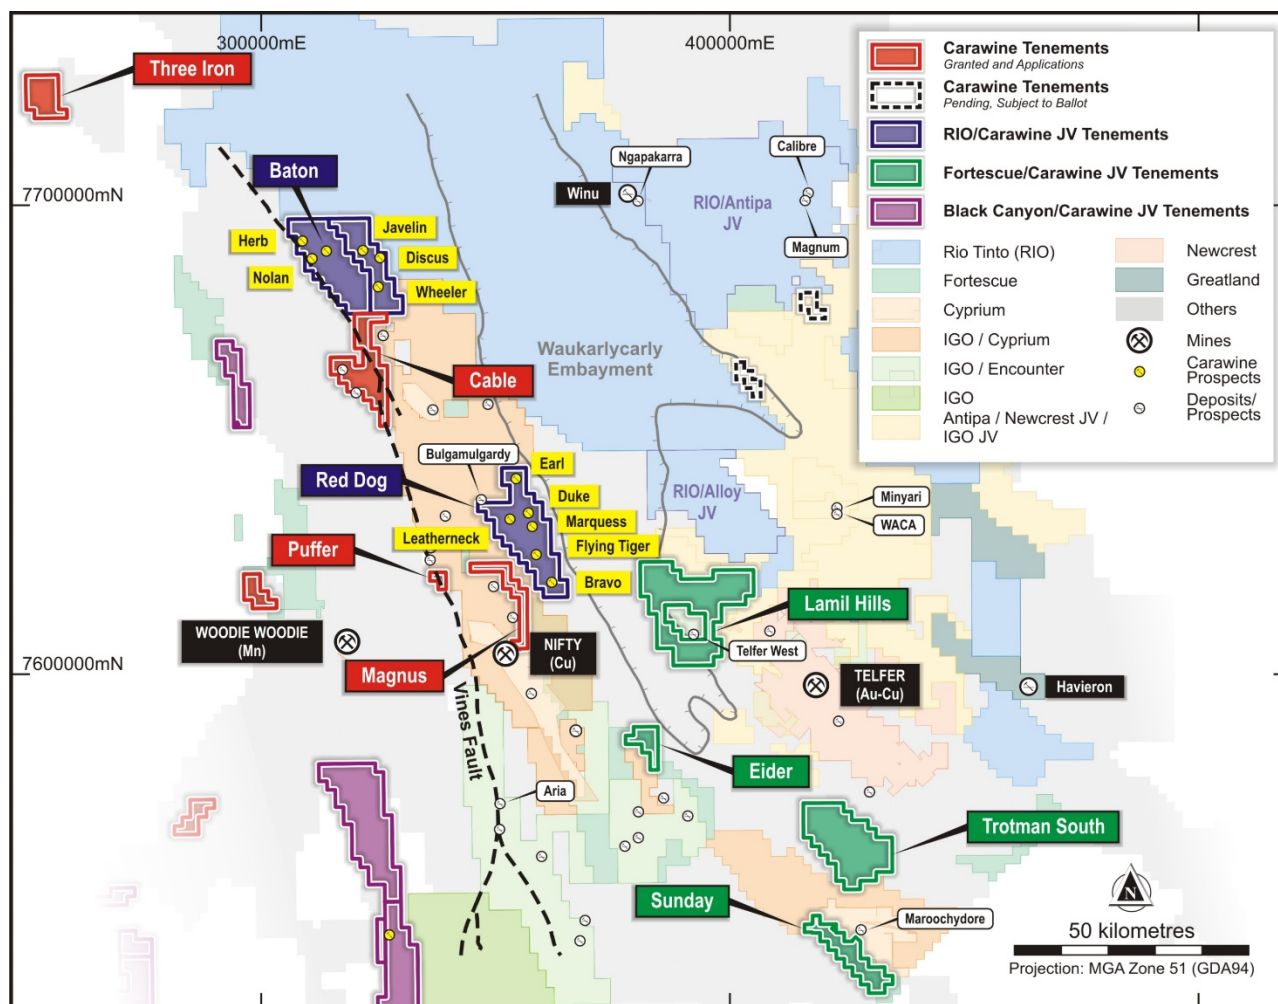 300000mE
400000mE
7700000mN
7600000mN
Three Iron
Baton
Herb
Nolan
Javelin
Discus
Wheeler
Cable
Waukarlycarly
Embayment
Ngapakarra
Winu
Calibre
RIO/Antipa
JV
Magnum
Bulgamulgardy
Earl
Red Dog
Duke
Marquess
Leatherneck
Flying Tiger
Bravo
Puffer
RIO/Alloy
JV
Minyari
WACA
Lamil Hills
Telfer West
WOODIE WOODIE
(Mn)
Magnus
NIFTY
(Cu)
TELFER
(Au-Cu)
Havieron
Vines Fault
Eider
Aria
Trotman South
Sunday
Maroochydore
Carawine Tenements
Granted and Applications
Carawine Tenements
Pending, Subject to Ballot
RIO/Carawine JV Tenements
Fortescue/Carawine JV Tenements
Black Canyon/Carawine JV Tenements
Rio Tinto (RIO)
Fortescue
Cyprium
IGO / Cyprium
IGO / Encounter
IGO
Antipa / Newcrest JV /
IGO JV
Newcrest
Greatland
Others
Mines
Carawine
Prospects
Deposits/
Prospects
N
50 kilometres
Projection: MGA Zone 51 (GDA94)